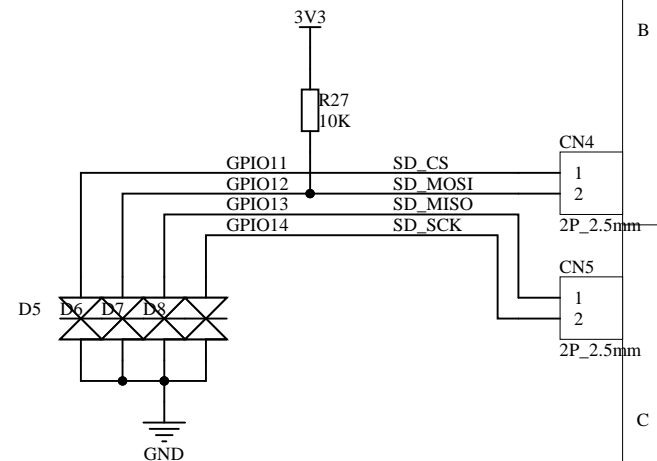 3V3
B
R27
10K
CN4
GPIO11 SD_CS 1
GPIO12 SD_MOSI 2
GPIO13 SD_MISO
GPIO14 SD_SCK
2P_2.5mm
CN5
D5 D6 D7 D8 1
2
2P_2.5mm
C
GND